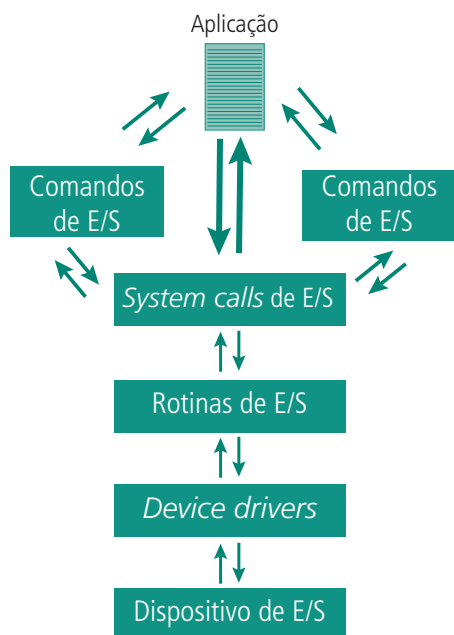 Aplicação
Comandos
de E/S
Comandos
de E/S
System calls de E/S
Rotinas de E/S
Device drivers
Dispositivo de E/S